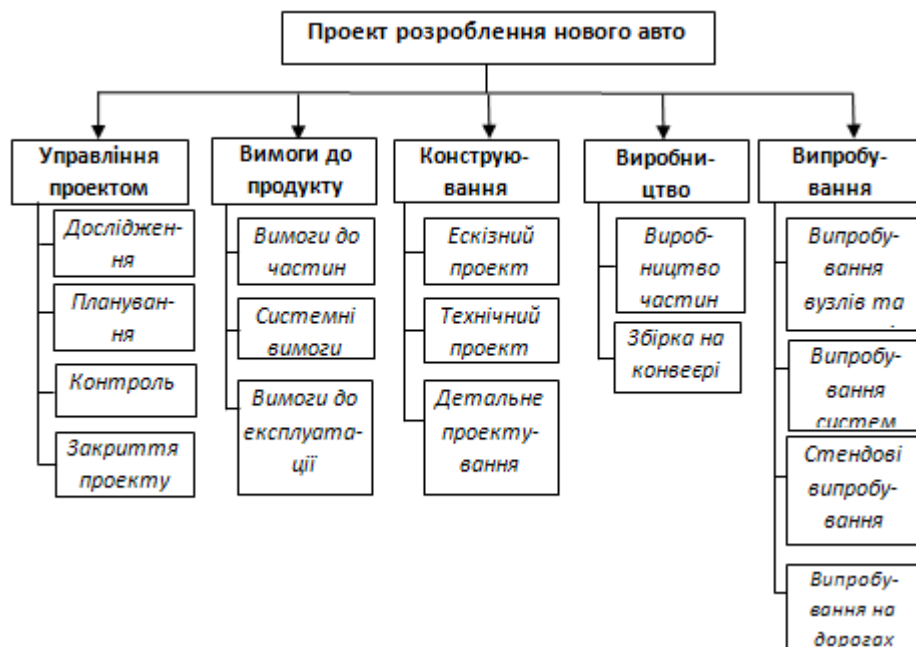 Проект розроблення нового авто
Управління
проектом
Досліджен-
ня
Плануван-
ня
Контроль
Закриття
проекту
Вимоги до
продукту
Вимоги до
частин
Системні
вимоги
Вимоги до
експлуата-
ції
Конструю-
вання
Ескізний
проект
Технічний
проект
Детальне
проекту-
вання
Виробни-
цтво
Вироб-
ництво
частин
Збірка на
конвеєрі
Випробу-
вання
Випробу-
вання
вузлів та
Випробу-
вання
систем
Стендові
випробу-
вання
Випробу-
вання на
дорогах